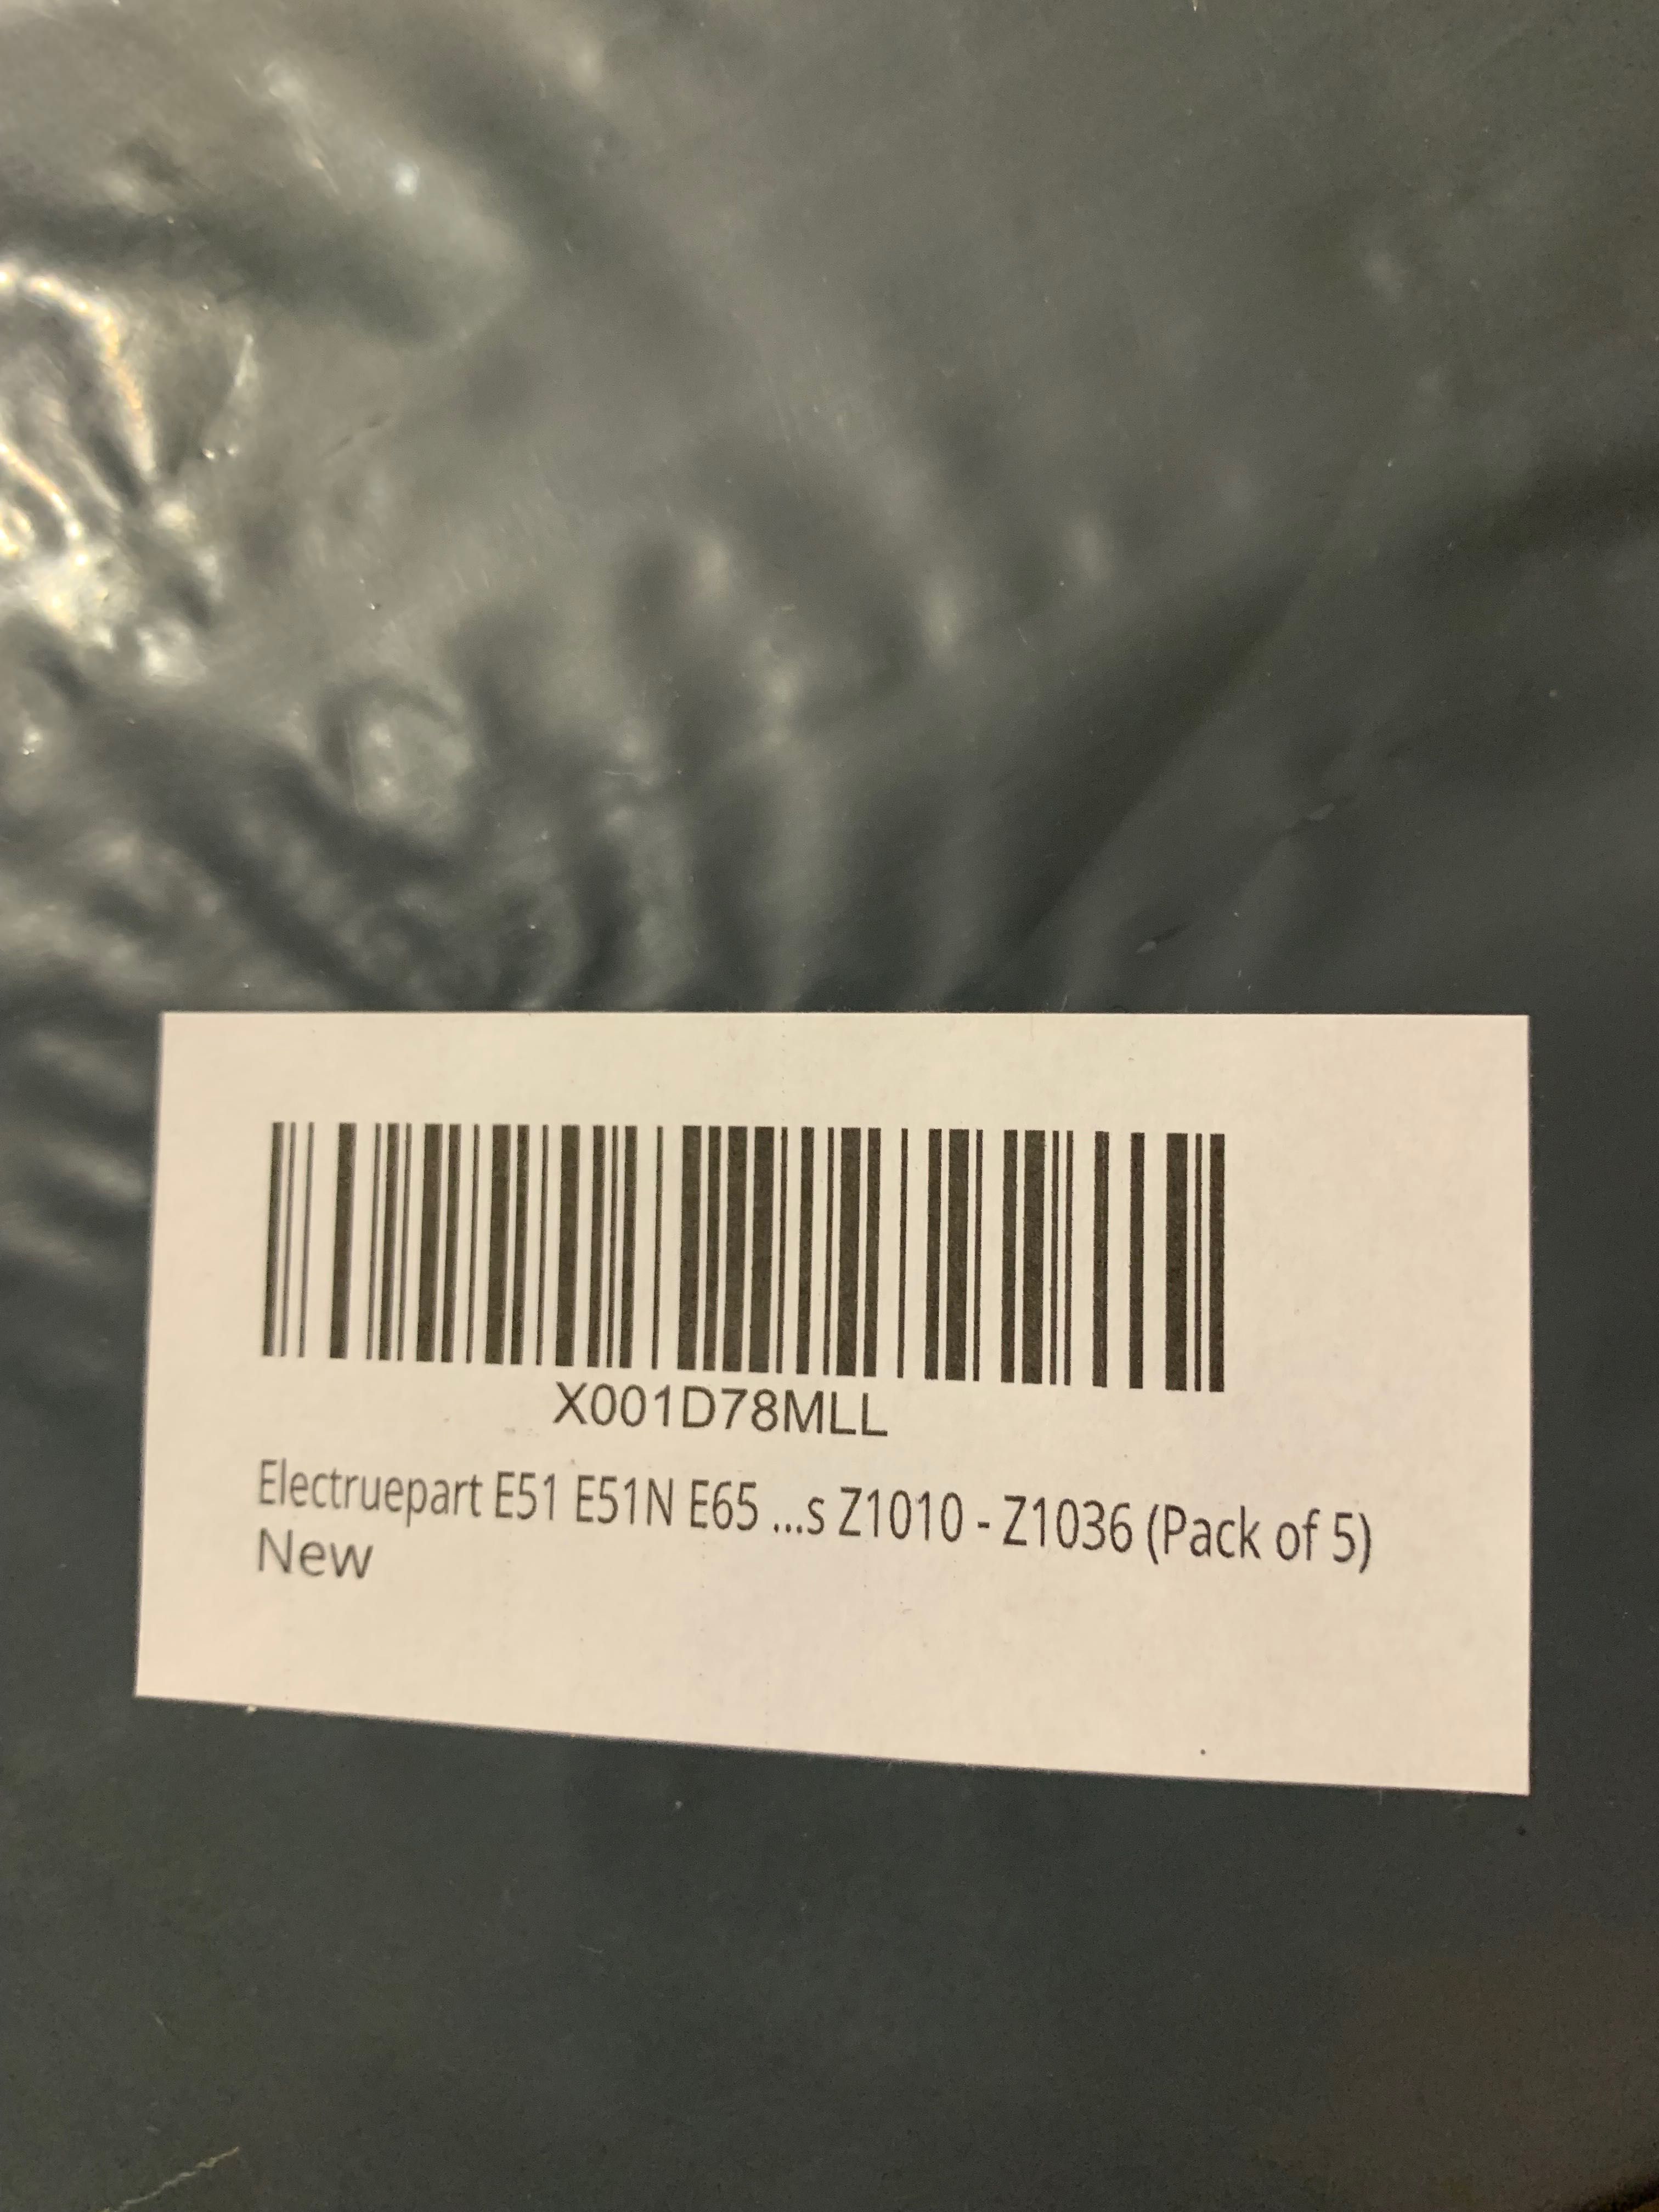 X001D78MLL
Electruepart E51 E51N E65 ...s Z1010 - Z1036 (Pack of 5)
New